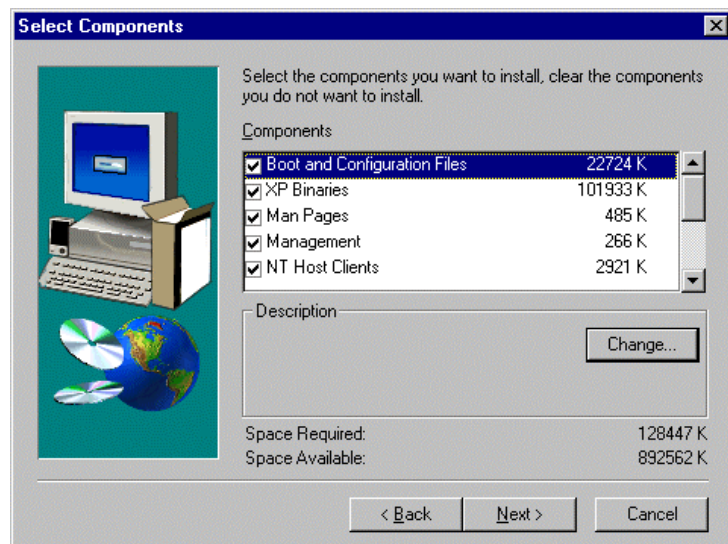 Select Components
Select the components you want to install, clear the components
you do not want to install.
Components
Boot and Configuration Files 22724 K
XP Binaries 101933 K
Man Pages 485 K
Management 266 K
NT Host Clients 2921 K
Description
Change...
Space Required: 128447 K
Space Available: 892562 K
< Back Next > Cancel